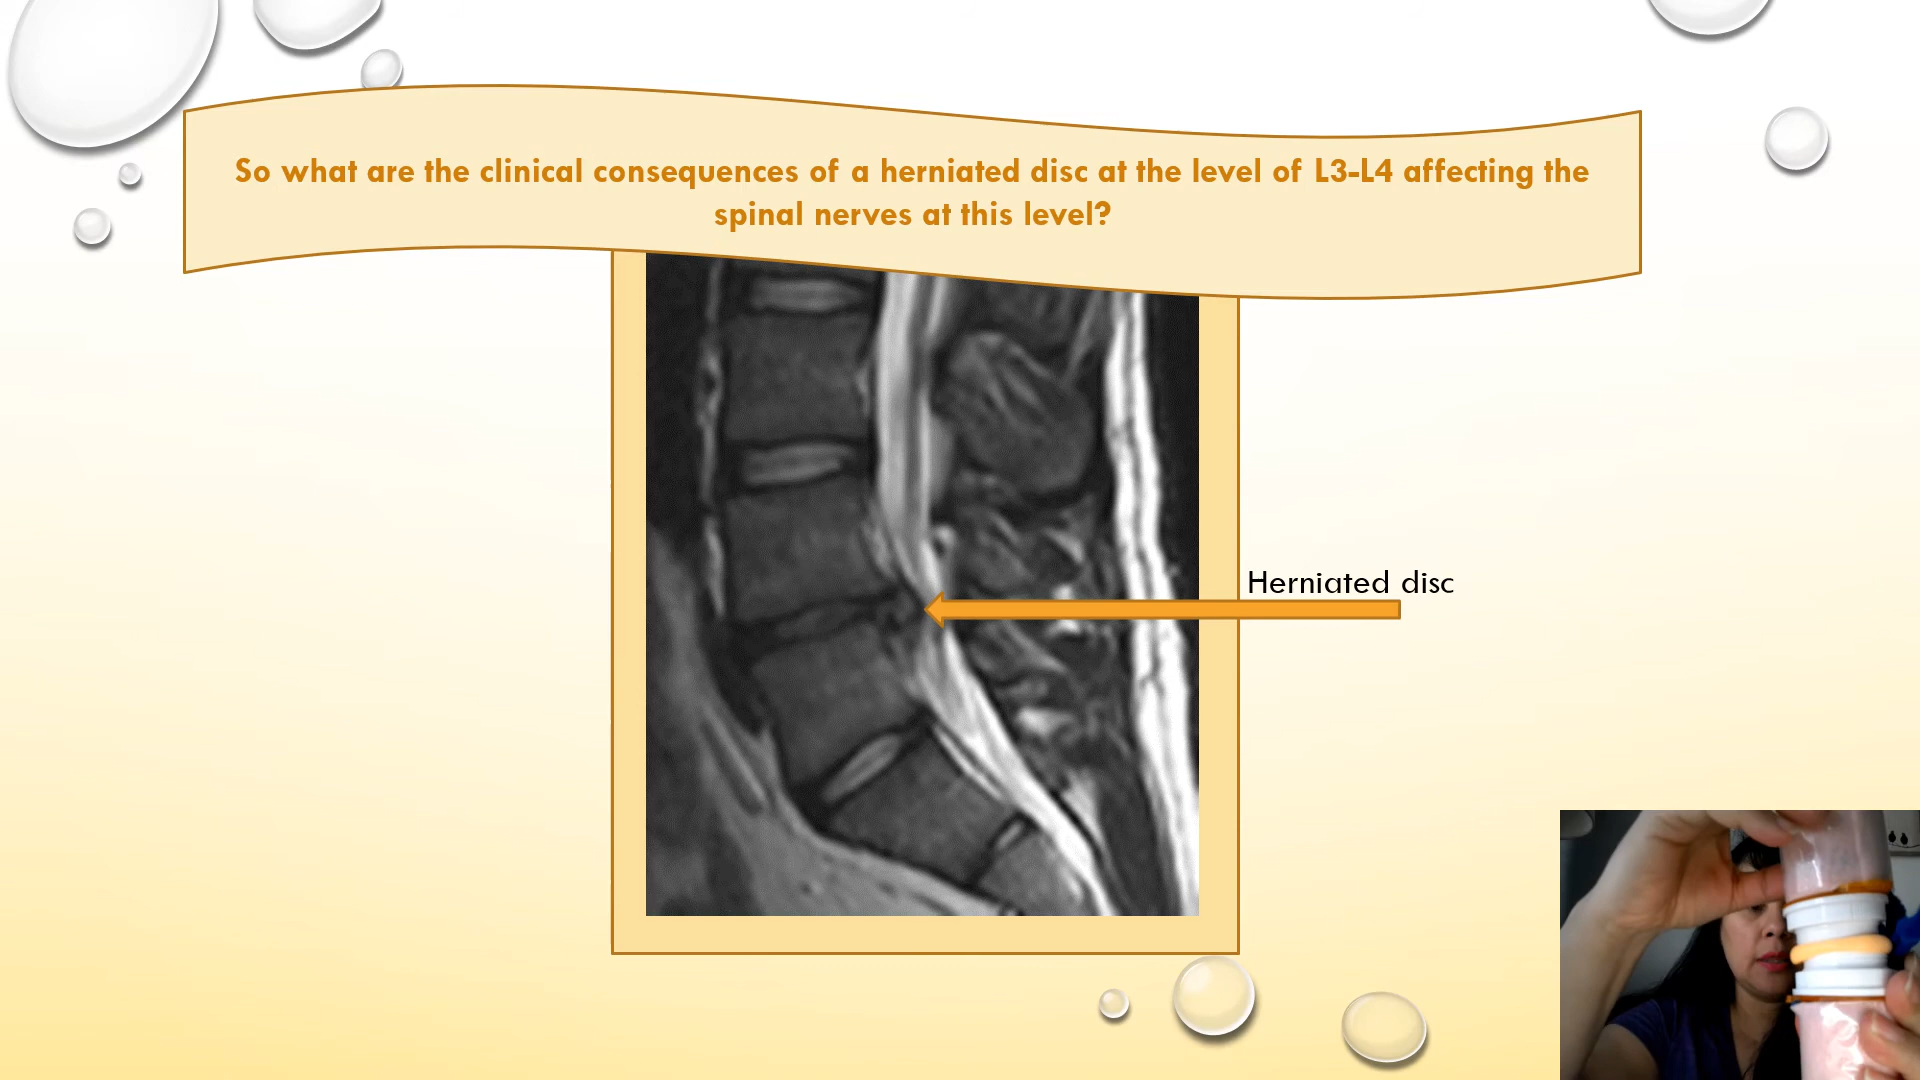 So what are the clinical consequences of a herniated disc at the level of L3-L4 affecting the
spinal nerves at this level?
Herniated disc